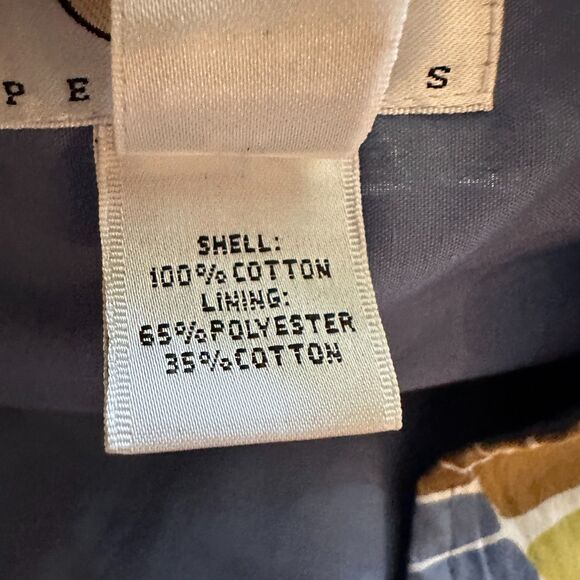 P E S
SHELL:
100% COTTON
LINING:
65% POLYESTER
35% COTTON